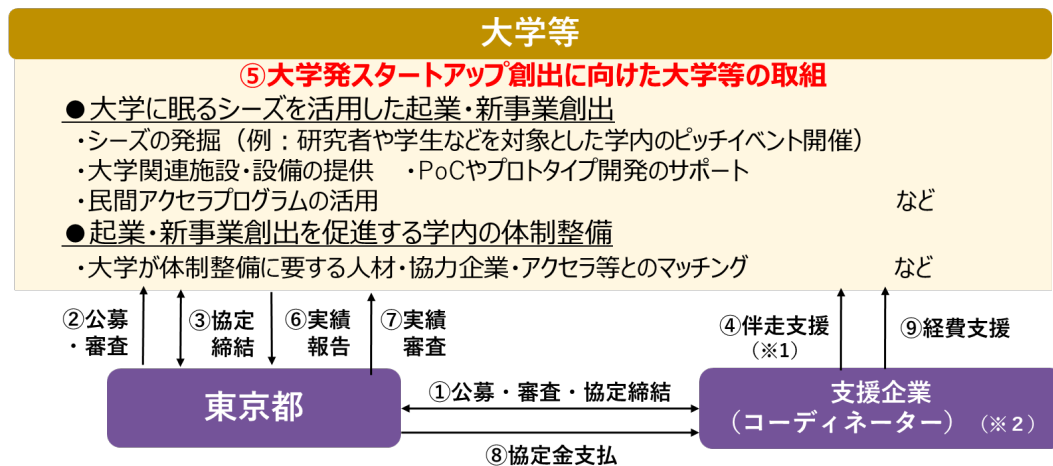 大学等
⑤大学発スタートアップ創出に向けた大学等の取組
●大学に眠るシーズを活用した起業・新事業創出
・シーズの発掘（例：研究者や学生などを対象とした学内のピッチイベント開催）
・大学関連施設・設備の提供　・PoCやプロトタイプ開発のサポート
・民間アクセラプログラムの活用　など
●起業・新事業創出を促進する学内の体制整備
・大学が体制整備に要する人材・協力企業・アクセラ等とのマッチング　など
②公募
・審査
③協定
締結
⑥実績
報告
⑦実績
審査
④伴走支援
（※1）
⑨経費支援
東京都
①公募・審査・協定締結
⑧協定金支払
支援企業
（コーディネーター）（※２）